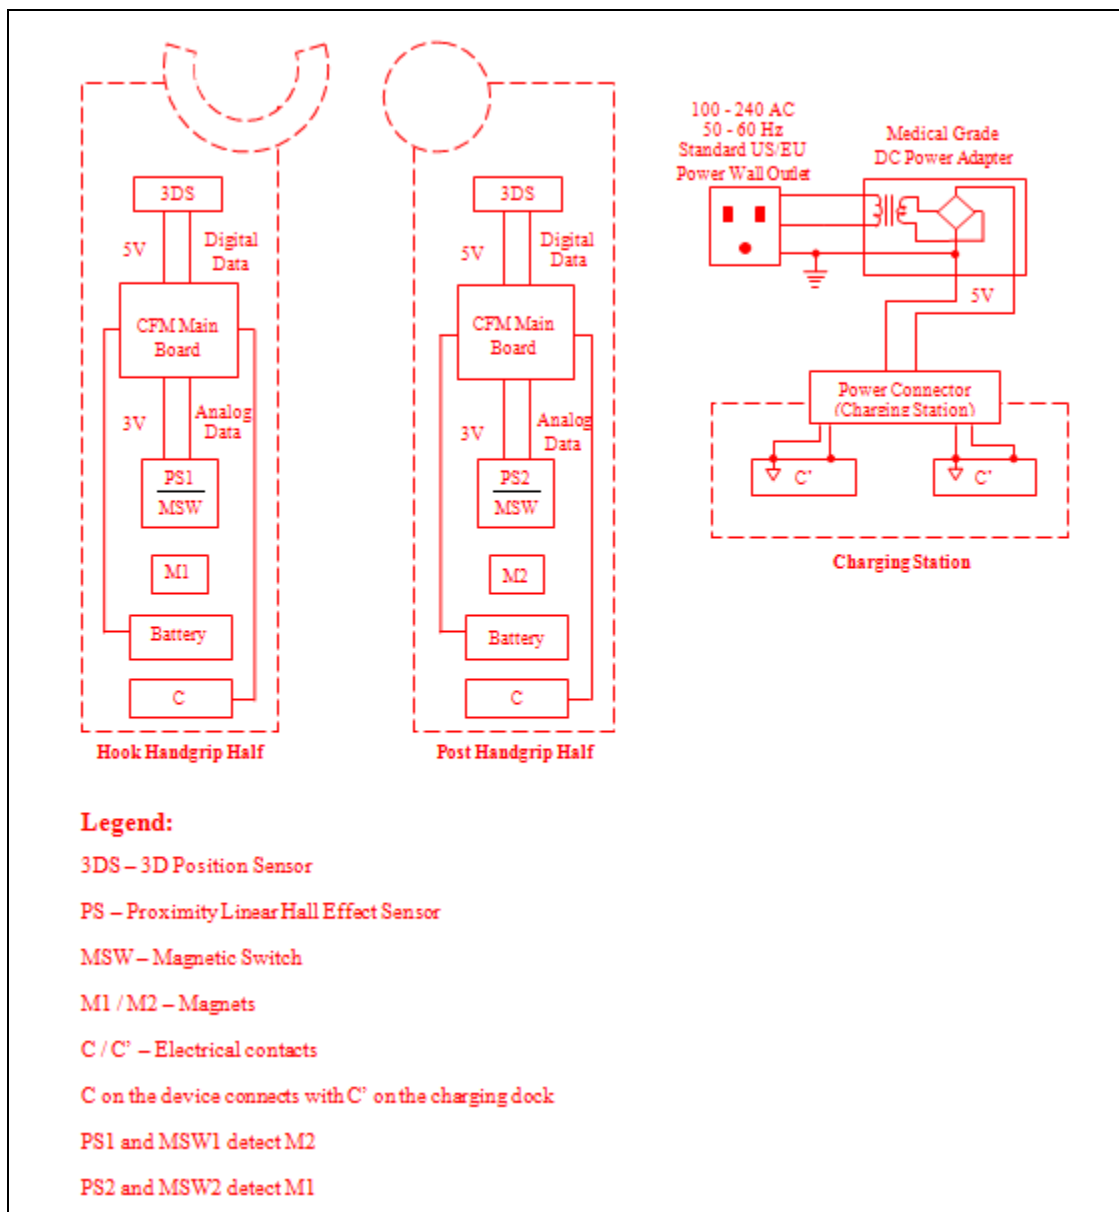 3DS
5V
Digital
Data
CFM Main
Board
3V
Analog
Data
PS1
MSW
M1
Battery
C
Hook Handgrip Half
3DS
5V
Digital
Data
CFM Main
Board
3V
Analog
Data
PS2
MSW
M2
Battery
C
Post Handgrip Half
100 - 240 AC
50 - 60 Hz
Standard US/EU
Power Wall Outlet
Medical Grade
DC Power Adapter
5V
Power Connector
(Charging Station)
C’
C’
Charging Station
Legend:
3DS – 3D Position Sensor
PS – Proximity Linear Hall Effect Sensor
MSW – Magnetic Switch
M1 / M2 – Magnets
C / C’ – Electrical contacts
C on the device connects with C’ on the charging dock
PS1 and MSW1 detect M2
PS2 and MSW2 detect M1